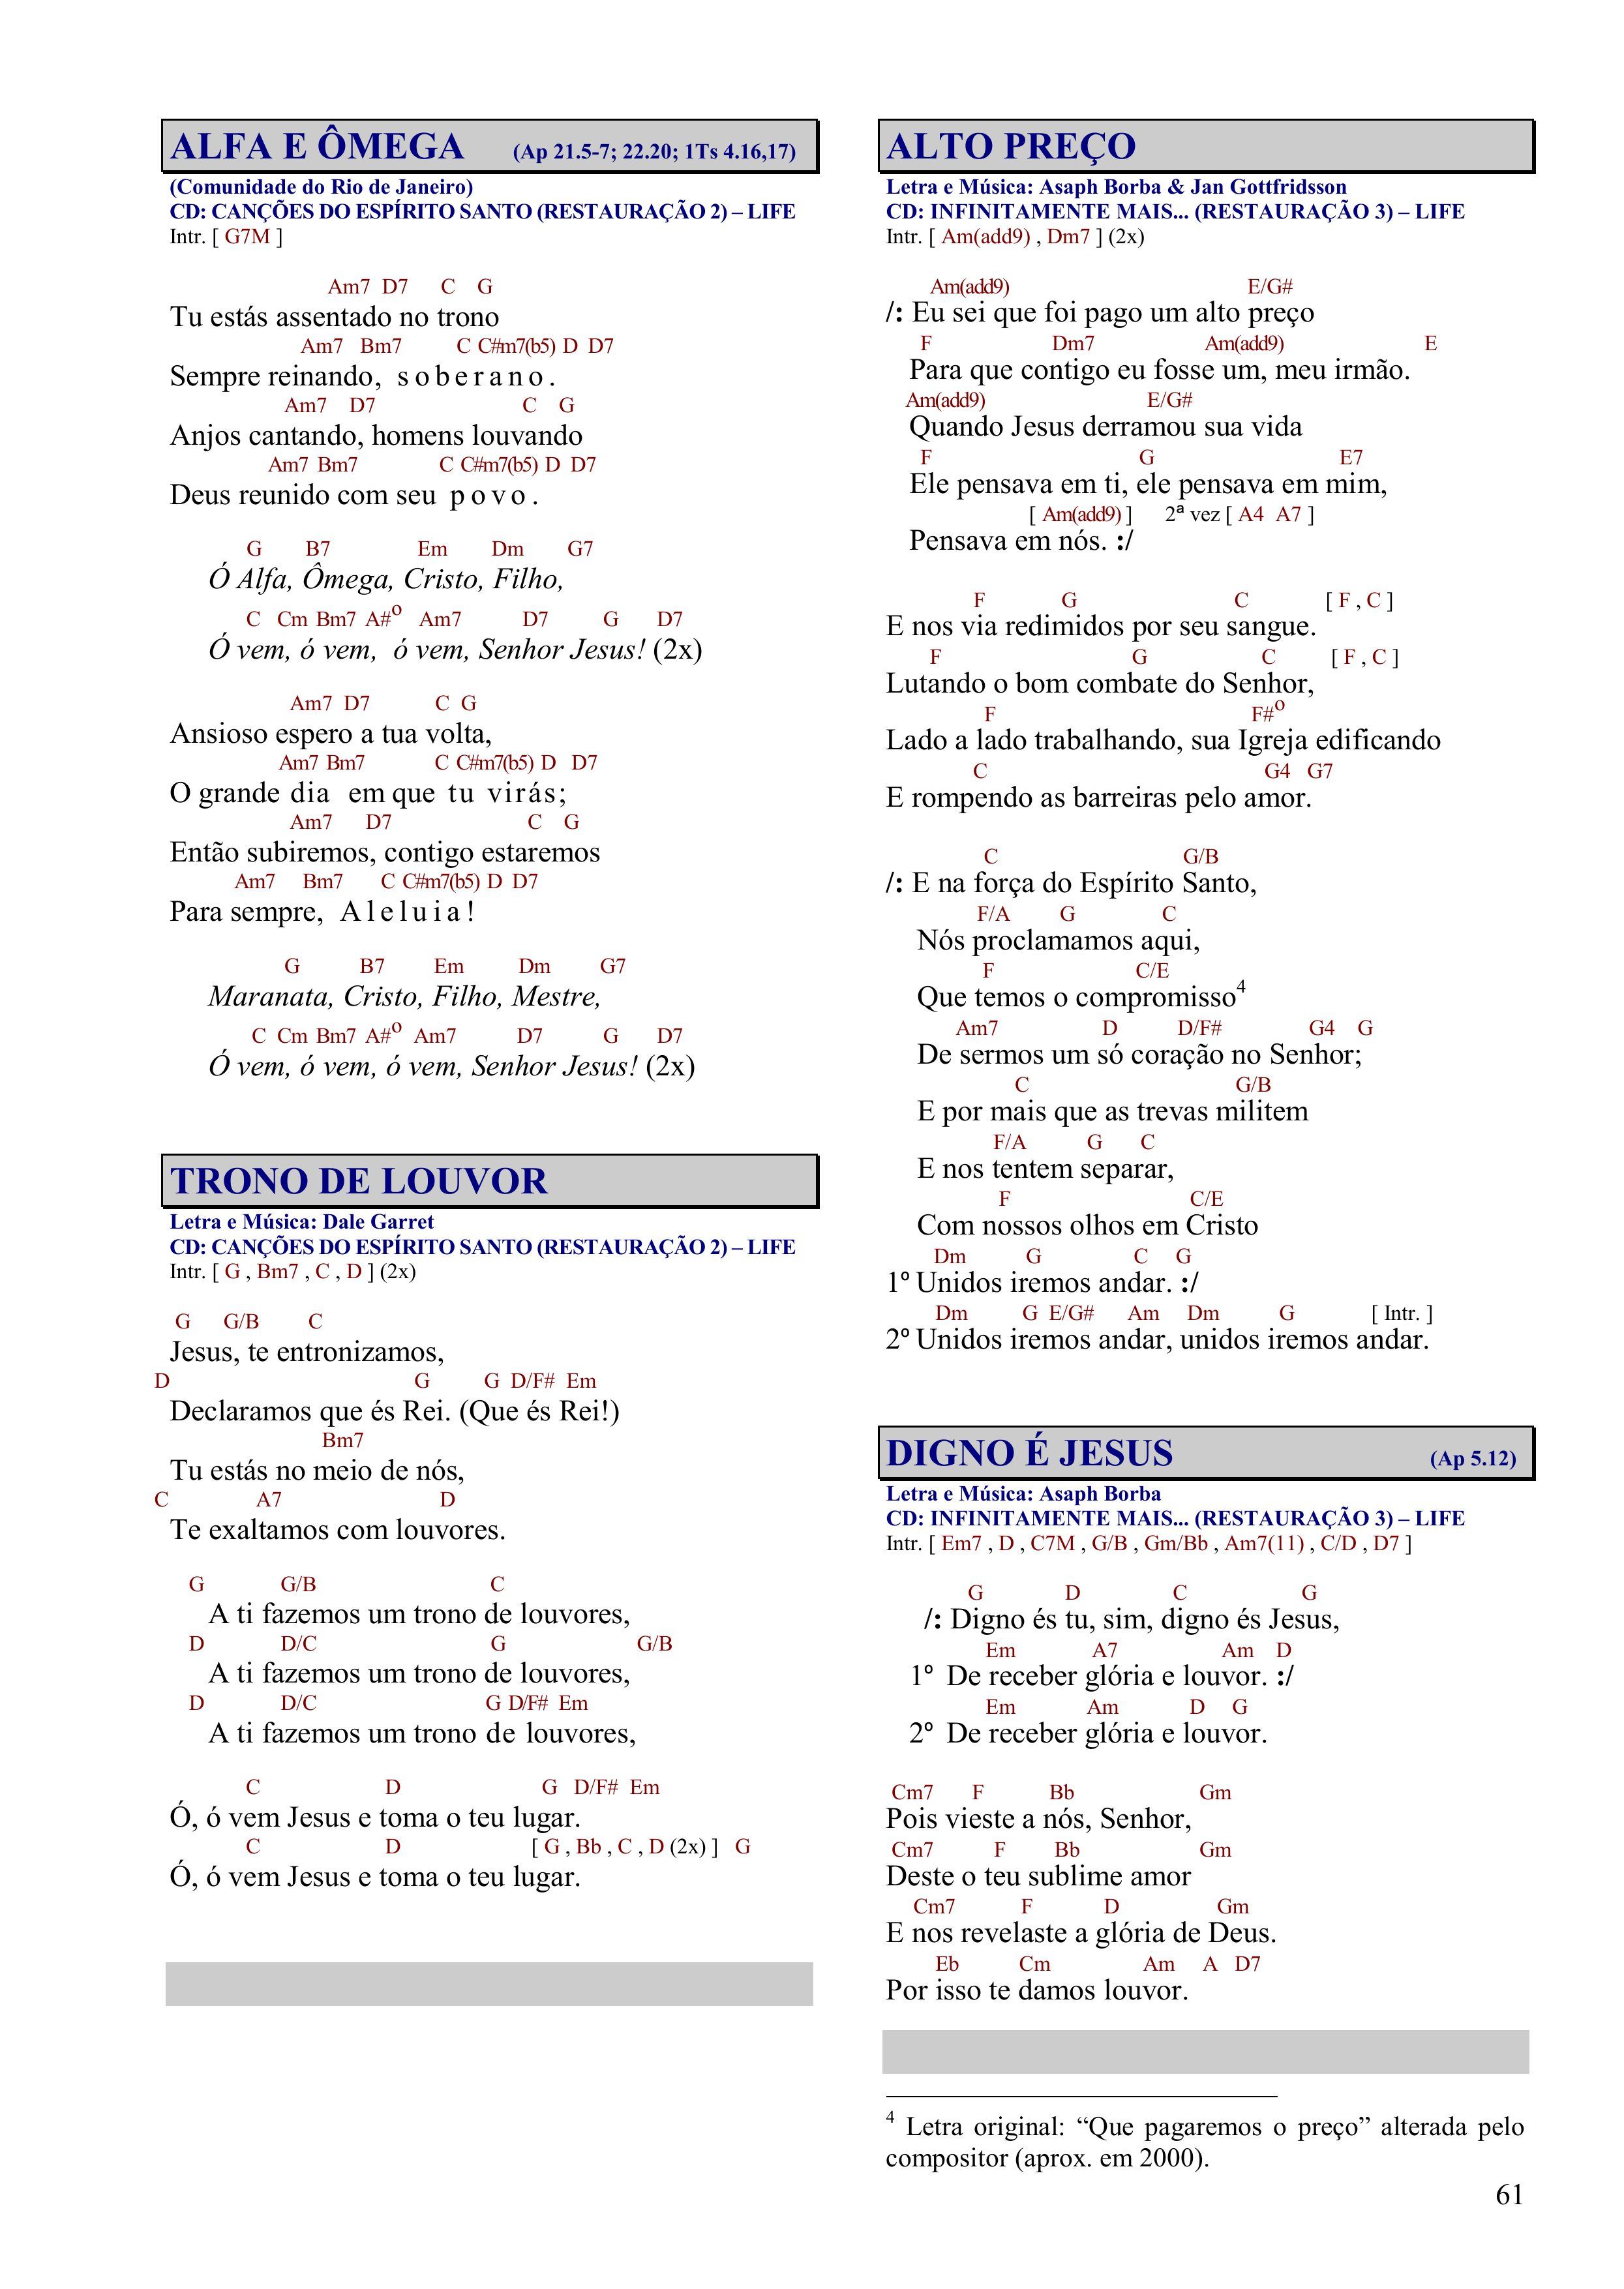 ALFA E ÔMEGA (Ap 21.5-7; 22.20; 1Ts 4.16,17)
(Comunidade do Rio de Janeiro)
CD: CANÇÕES DO ESPÍRITO SANTO (RESTAURAÇÃO 2) – LIFE
Intr. [ G7M ]
Am7 D7 C G
Tu estás assentado no trono
Am7 Bm7 C C#m7(b5) D D7
Sempre reinando, soberano.
Am7 D7 C G
Anjos cantando, homens louvando
Am7 Bm7 C C#m7(b5) D D7
Deus reunido com seu povo.
G B7 Em Dm G7
Ó Alfa, Ômega, Cristo, Filho,
C Cm Bm7 A#º Am7 D7 G D7
Ó vem, ó vem, ó vem, Senhor Jesus! (2x)
Am7 D7 C G
Ansioso espero a tua volta,
Am7 Bm7 C C#m7(b5) D D7
O grande dia em que tu virás;
Am7 D7 C G
Então subiremos, contigo estaremos
Am7 Bm7 C C#m7(b5) D D7
Para sempre, Aleluia!
G B7 Em Dm G7
Maranata, Cristo, Filho, Mestre,
C Cm Bm7 A#º Am7 D7 G D7
Ó vem, ó vem, ó vem, Senhor Jesus! (2x)
TRONO DE LOUVOR
Letra e Música: Dale Garret
CD: CANÇÕES DO ESPÍRITO SANTO (RESTAURAÇÃO 2) – LIFE
Intr. [ G , Bm7 , C , D ] (2x)
G G/B C
Jesus, te entronizamos,
D G G D/F# Em
Declaramos que és Rei. (Que és Rei!)
Bm7
Tu estás no meio de nós,
C A7 D
Te exaltamos com louvores.
G G/B C
A ti fazemos um trono de louvores,
D D/C G G/B
A ti fazemos um trono de louvores,
D D/C G D/F# Em
A ti fazemos um trono de louvores,
C D G D/F# Em
Ó, ó vem Jesus e toma o teu lugar.
C D [ G , Bb , C , D (2x) ] G
Ó, ó vem Jesus e toma o teu lugar.
ALTO PREÇO
Letra e Música: Asaph Borba & Jan Gottfridsson
CD: INFINITAMENTE MAIS... (RESTAURAÇÃO 3) – LIFE
Intr. [ Am(add9) , Dm7 ] (2x)
Am(add9) E/G#
/: Eu sei que foi pago um alto preço
F Dm7 Am(add9) E
Para que contigo eu fosse um, meu irmão.
Am(add9) E/G#
Quando Jesus derramou sua vida
F G E7
Ele pensava em ti, ele pensava em mim,
[ Am(add9) ] 2ª vez [ A4 A7 ]
Pensava em nós. :/
F G C [ F , C ]
E nos via redimidos por seu sangue.
F G C [ F , C ]
Lutando o bom combate do Senhor,
F F#º
Lado a lado trabalhando, sua Igreja edificando
C G4 G7
E rompendo as barreiras pelo amor.
C G/B
/: E na força do Espírito Santo,
F/A G C
Nós proclamamos aqui,
F C/E
Que temos o compromisso⁴
Am7 D D/F# G4 G
De sermos um só coração no Senhor;
C G/B
E por mais que as trevas militem
F/A G C
E nos tentem separar,
F C/E
Com nossos olhos em Cristo
Dm G C G
1º Unidos iremos andar. :/
Dm G E/G# Am Dm G [ Intr. ]
2º Unidos iremos andar, unidos iremos andar.
DIGNO É JESUS (Ap 5.12)
Letra e Música: Asaph Borba
CD: INFINITAMENTE MAIS... (RESTAURAÇÃO 3) – LIFE
Intr. [ Em7 , D , C7M , G/B , Gm/Bb , Am7(11) , C/D , D7 ]
G D C G
/: Digno és tu, sim, digno és Jesus,
Em A7 Am D
1º De receber glória e louvor. :/
Em Am D G
2º De receber glória e louvor.
Cm7 F Bb Gm
Pois vieste a nós, Senhor,
Cm7 F Bb Gm
Deste o teu sublime amor
Cm7 F D Gm
E nos revelaste a glória de Deus.
Eb Cm Am A D7
Por isso te damos louvor.
⁴ Letra original: “Que pagaremos o preço” alterada pelo
compositor (aprox. em 2000).
61